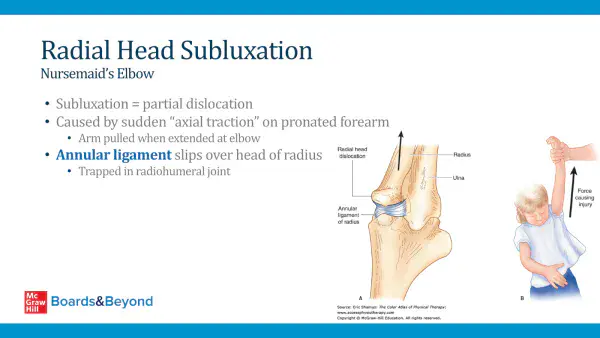 Radial Head Subluxation
Nursemaid's Elbow
• Subluxation = partial dislocation
• Caused by sudden "axial traction" on pronated forearm
• Arm pulled when extended at elbow
• Annular ligament slips over head of radius
• Trapped in radiohumeral joint
Radial head
dislocation
Radius
Ulna
Annular
ligament
of radius
Force
causing
injury
A
B
Source: Eric Shamus: The Color Atlas of Physical Therapy:
www.accessphysiotherapy.com
Copyright © McGraw-Hill Education. All rights reserved.
Mc
Graw
Hill
Boards&Beyond